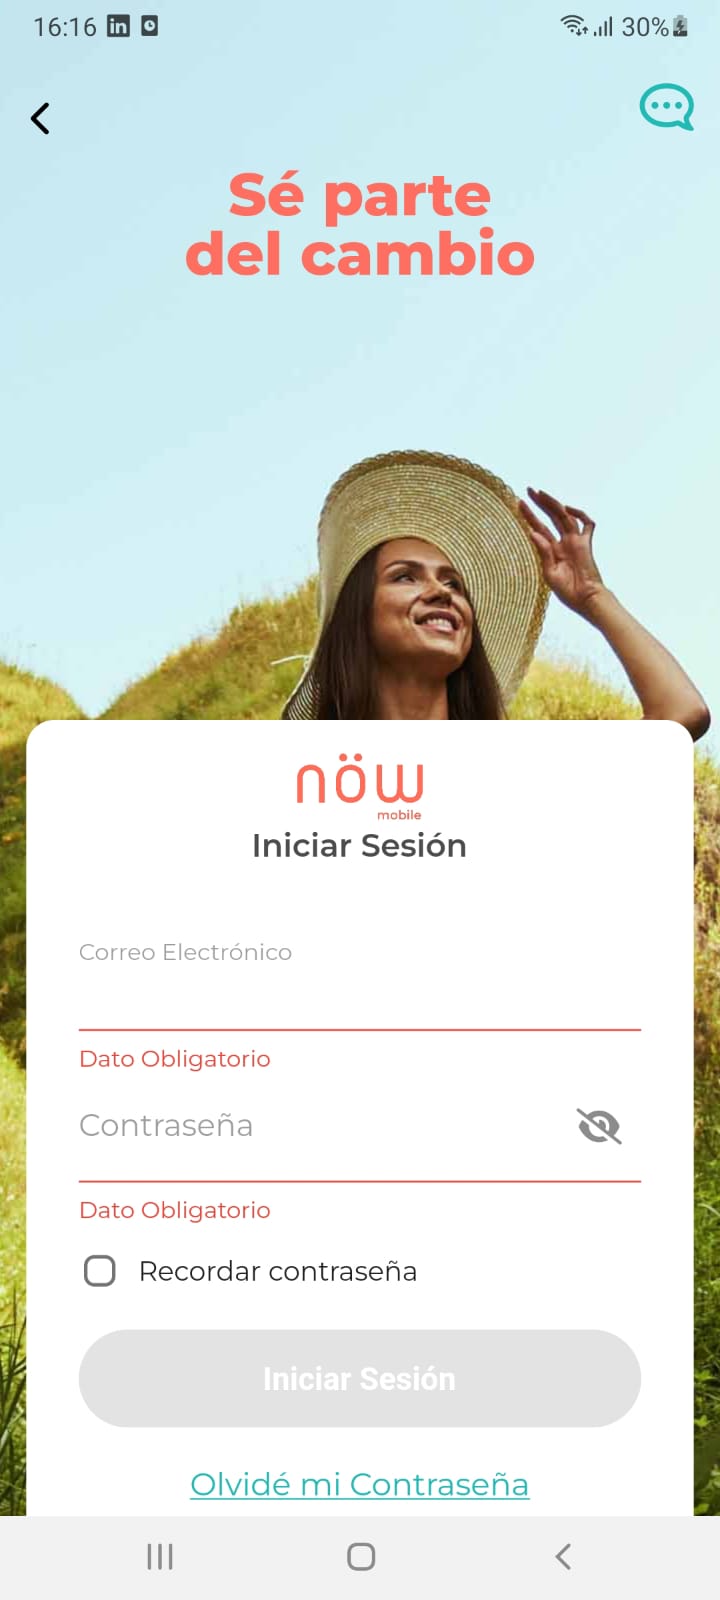 16:16
30%
Sé parte
del cambio
nöw
mobile
Iniciar Sesión
Correo Electrónico
Dato Obligatorio
Contraseña
Dato Obligatorio
Recordar contraseña
Iniciar Sesión
Olvidé mi Contraseña